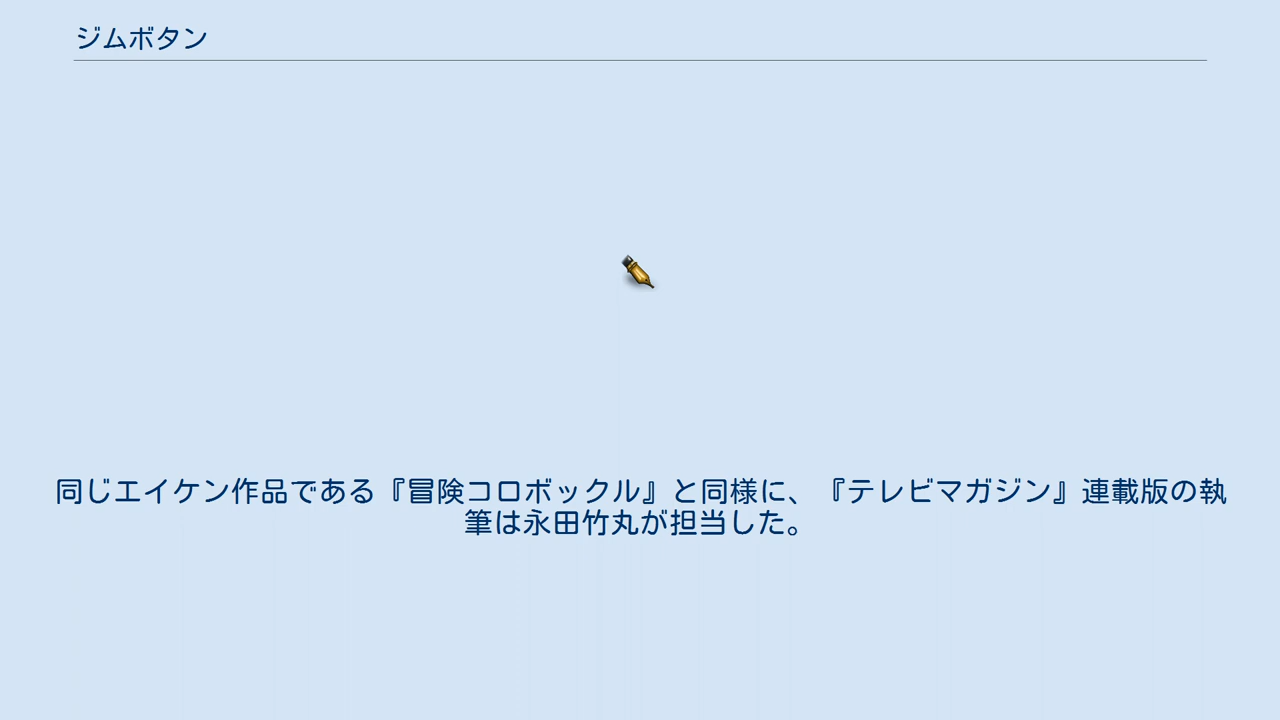 ジムボタン
同じエイケン作品である『冒険コロボックル』と同様に、『テレビマガジン』連載版の執
筆は永田竹丸が担当した。